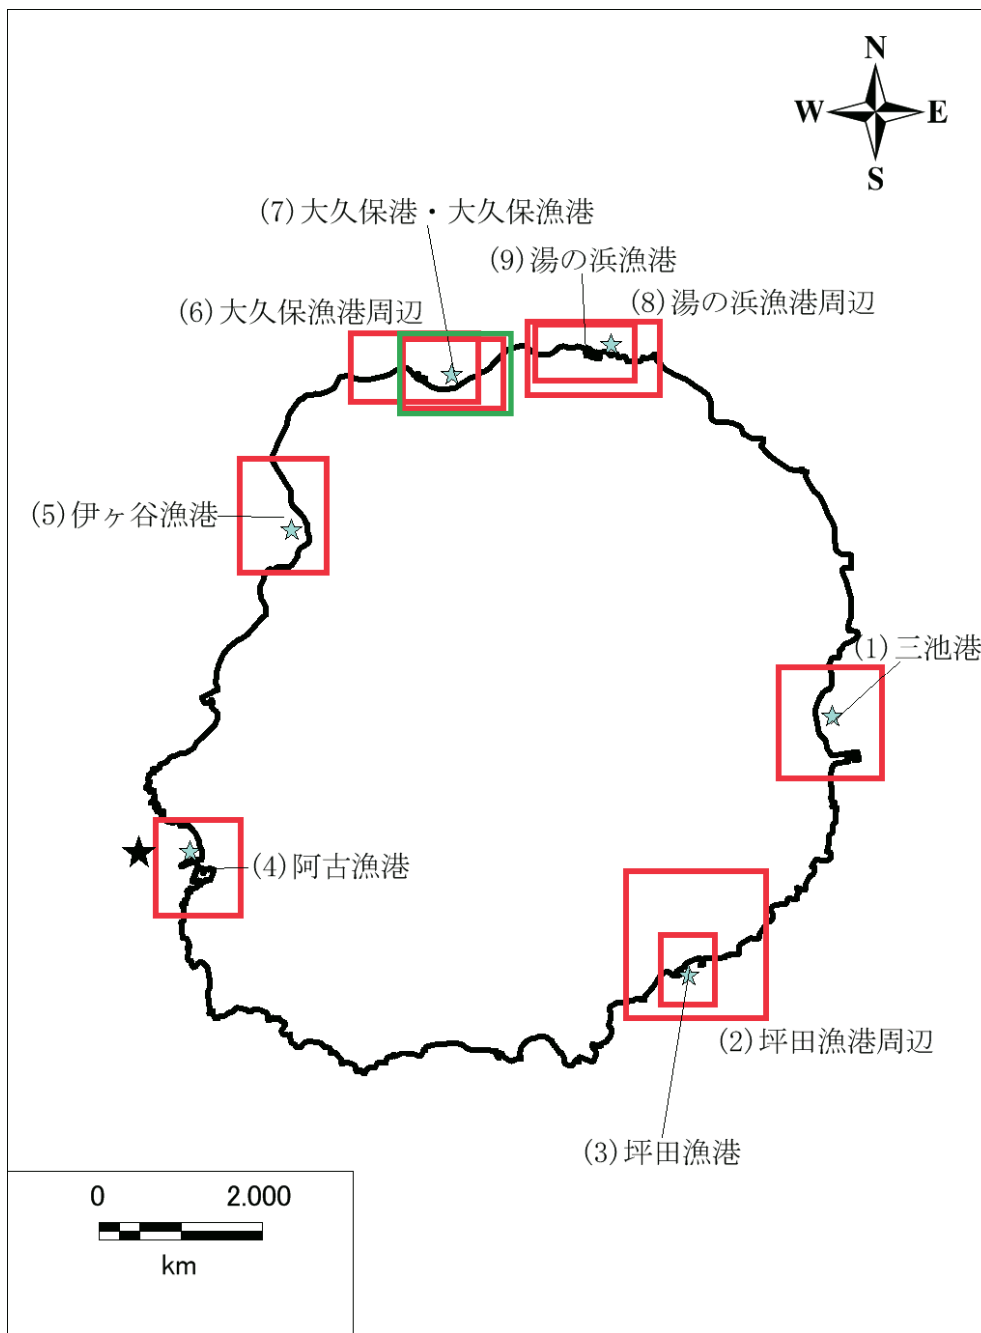 N
W E
S
(7)大久保港・大久保漁港
(9)湯の浜漁港
(8)湯の浜漁港周辺
(6)大久保漁港周辺
(5)伊ヶ谷漁港
(1)三池港
(4)阿古漁港
(2)坪田漁港周辺
(3)坪田漁港
0 2.000
km